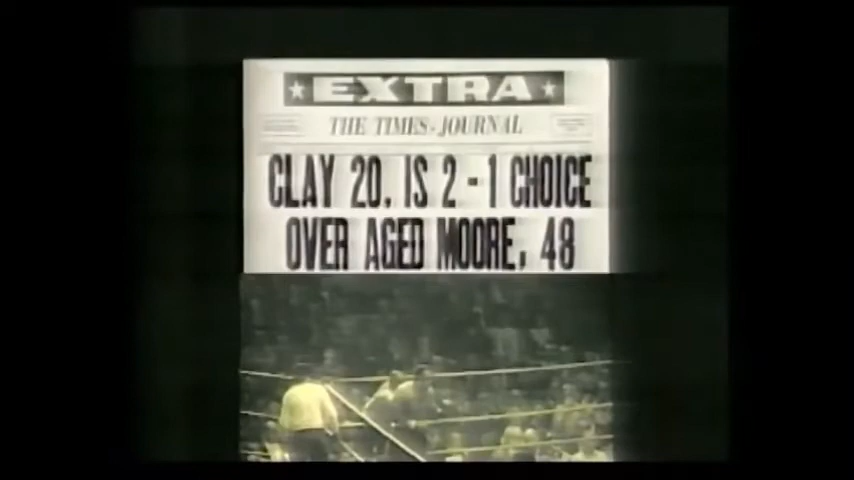 EXTRA
THE TIMES-JOURNAL
CLAY 20, IS 2-1 CHOICE
OVER AGED MOORE, 48